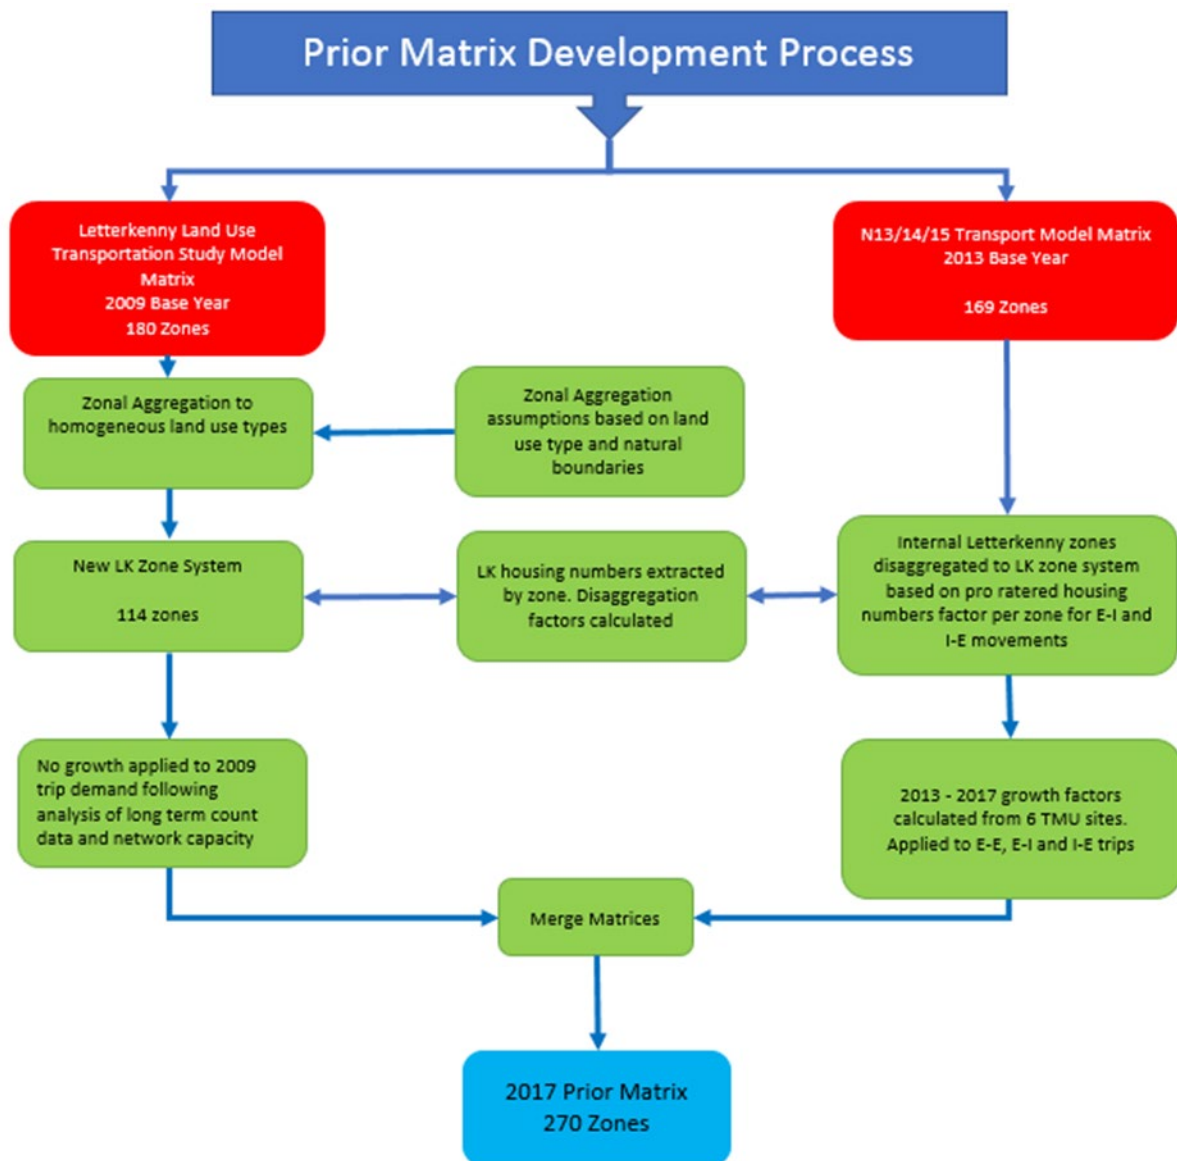 Prior Matrix Development Process
Letterkenny Land Use
Transportation Study Model
Matrix
2009 Base Year
180 Zones
N13/14/15 Transport Model Matrix
2013 Base Year
169 Zones
Zonal Aggregation to
homogeneous land use types
Zonal Aggregation
assumptions based on land
use type and natural
boundaries
New LK Zone System
114 zones
LK housing numbers extracted
by zone. Disaggregation
factors calculated
Internal Letterkenny zones
disaggregated to LK zone system
based on pro ratered housing
numbers factor per zone for E-I and
I-E movements
No growth applied to 2009
trip demand following
analysis of long term count
data and network capacity
2013 - 2017 growth factors
calculated from 6 TMU sites.
Applied to E-E, E-I and I-E trips
Merge Matrices
2017 Prior Matrix
270 Zones